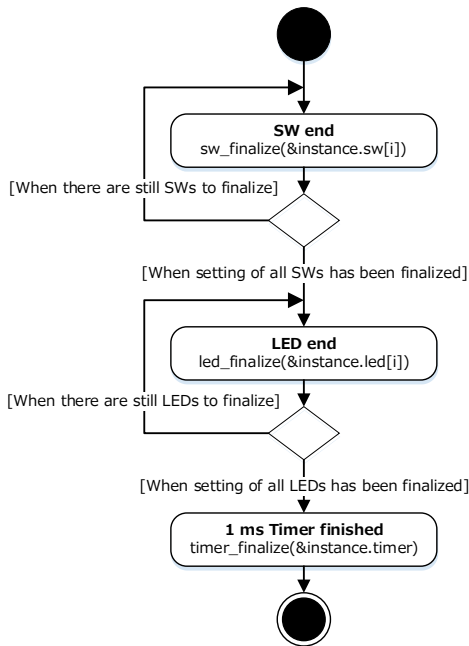 SW end
sw_finalize(&instance.sw[i])
[When there are still SWs to finalize]
[When setting of all SWs has been finalized]
LED end
led_finalize(&instance.led[i])
[When there are still LEDs to finalize]
[When setting of all LEDs has been finalized]
1 ms Timer finished
timer_finalize(&instance.timer)